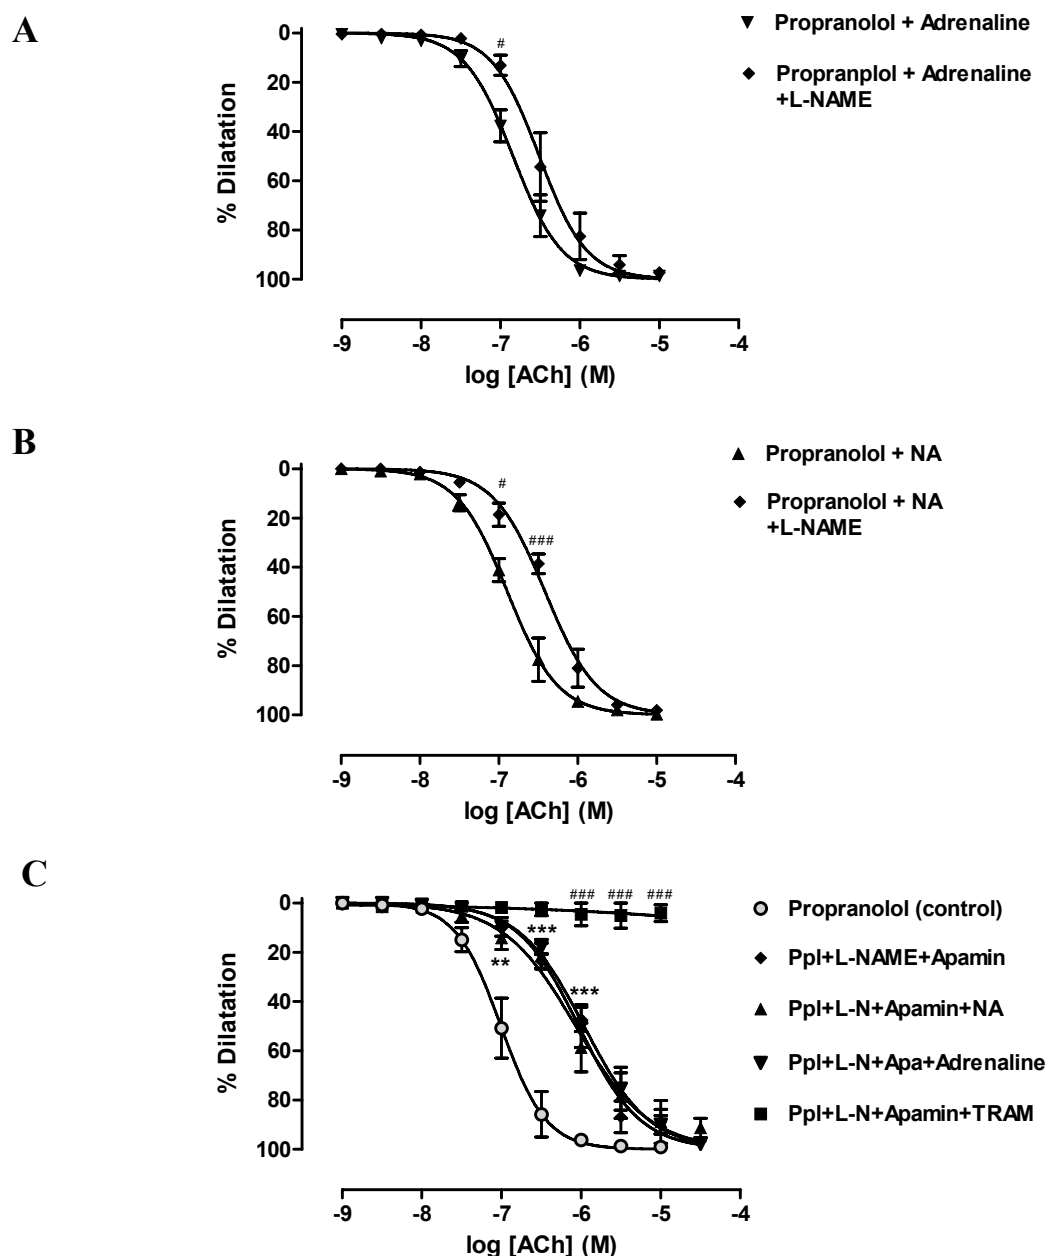 A
Propranolol + Adrenaline
Propranplol + Adrenaline
+L-NAME
% Dilatation
0
20
40
60
80
100
#
-9
-8
-7
-6
-5
-4
log [ACh] (M)
B
Propranolol + NA
Propranolol + NA
+L-NAME
% Dilatation
0
20
40
60
80
100
#
###
-9
-8
-7
-6
-5
-4
log [ACh] (M)
C
Propranolol (control)
Ppl+L-NAME+Apamin
Ppl+L-N+Apamin+NA
Ppl+L-N+Apa+Adrenaline
Ppl+L-N+Apamin+TRAM
% Dilatation
0
20
40
60
80
100
### ### ###
***
**
***
-9
-8
-7
-6
-5
-4
log [ACh] (M)